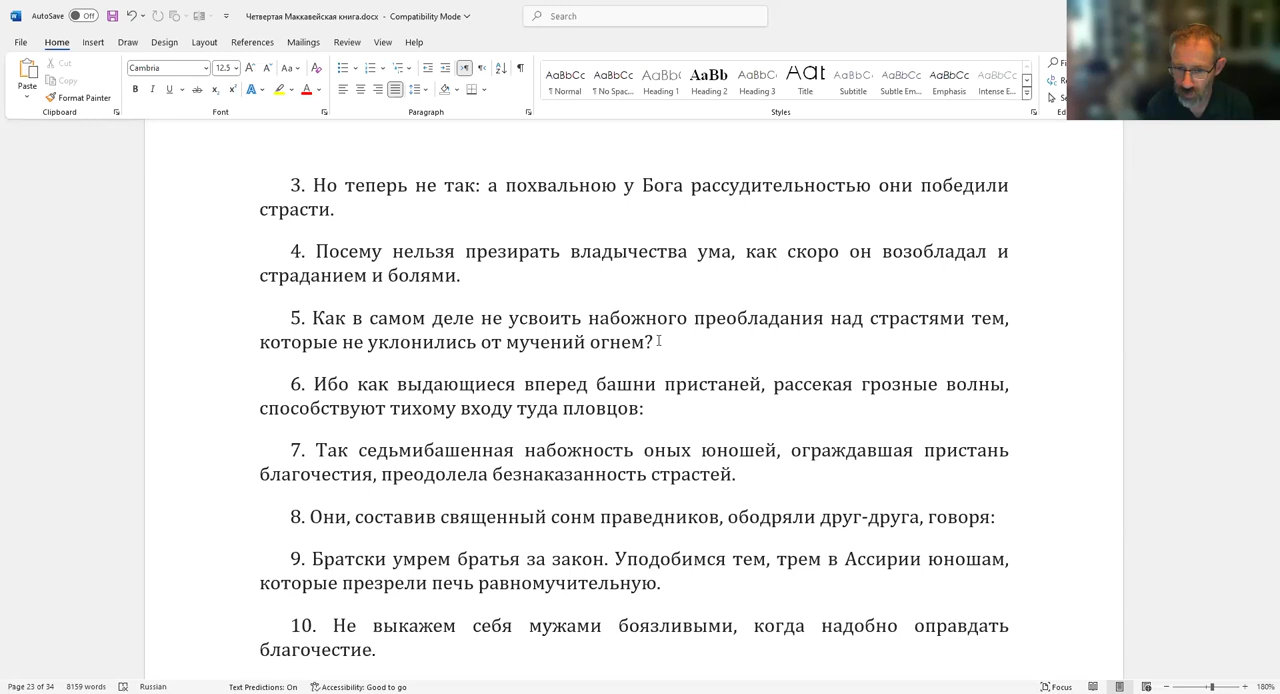 AutoSave Off Четвертая Маккавейская книга.docx - Compatibility Mode Search
File Home Insert Draw Design Layout References Mailings Review View Help
Paste Cut Copy Format Painter Clipboard
Cambria 12.5 Aa Font
Paragraph
AaBbCc AaBbCc AaBbC AaBb AaBbC AaBbCc AaBbCc AaBbCc AaBbCc
¶ Normal ¶ No Spac... Heading 1 Heading 2 Heading 3 Title Subtitle Subtle Em... Emphasis Intense E...
Styles
3. Но теперь не так: а похвальною у Бога рассудительностью они победили
страсти.
4. Посему нельзя презирать владычества ума, как скоро он возобладал и
страданием и болями.
5. Как в самом деле не усвоить набожного преобладания над страстями тем,
которые не уклонились от мучений огнем?
6. Ибо как выдающиеся вперед башни пристаней, рассекая грозные волны,
способствуют тихому входу туда пловцов:
7. Так седьмибашенная набожность оных юношей, ограждавшая пристань
благочестия, преодолела безнаказанность страстей.
8. Они, составив священный сонм праведников, ободряли друг-друга, говоря:
9. Братски умрем братья за закон. Уподобимся тем, трем в Ассирии юношам,
которые презрели печь равномучительную.
10. Не выкажем себя мужами боязливыми, когда надобно оправдать
благочестие.
Page 23 of 34 8159 words Russian Text Predictions: On Accessibility: Good to go Focus 180%